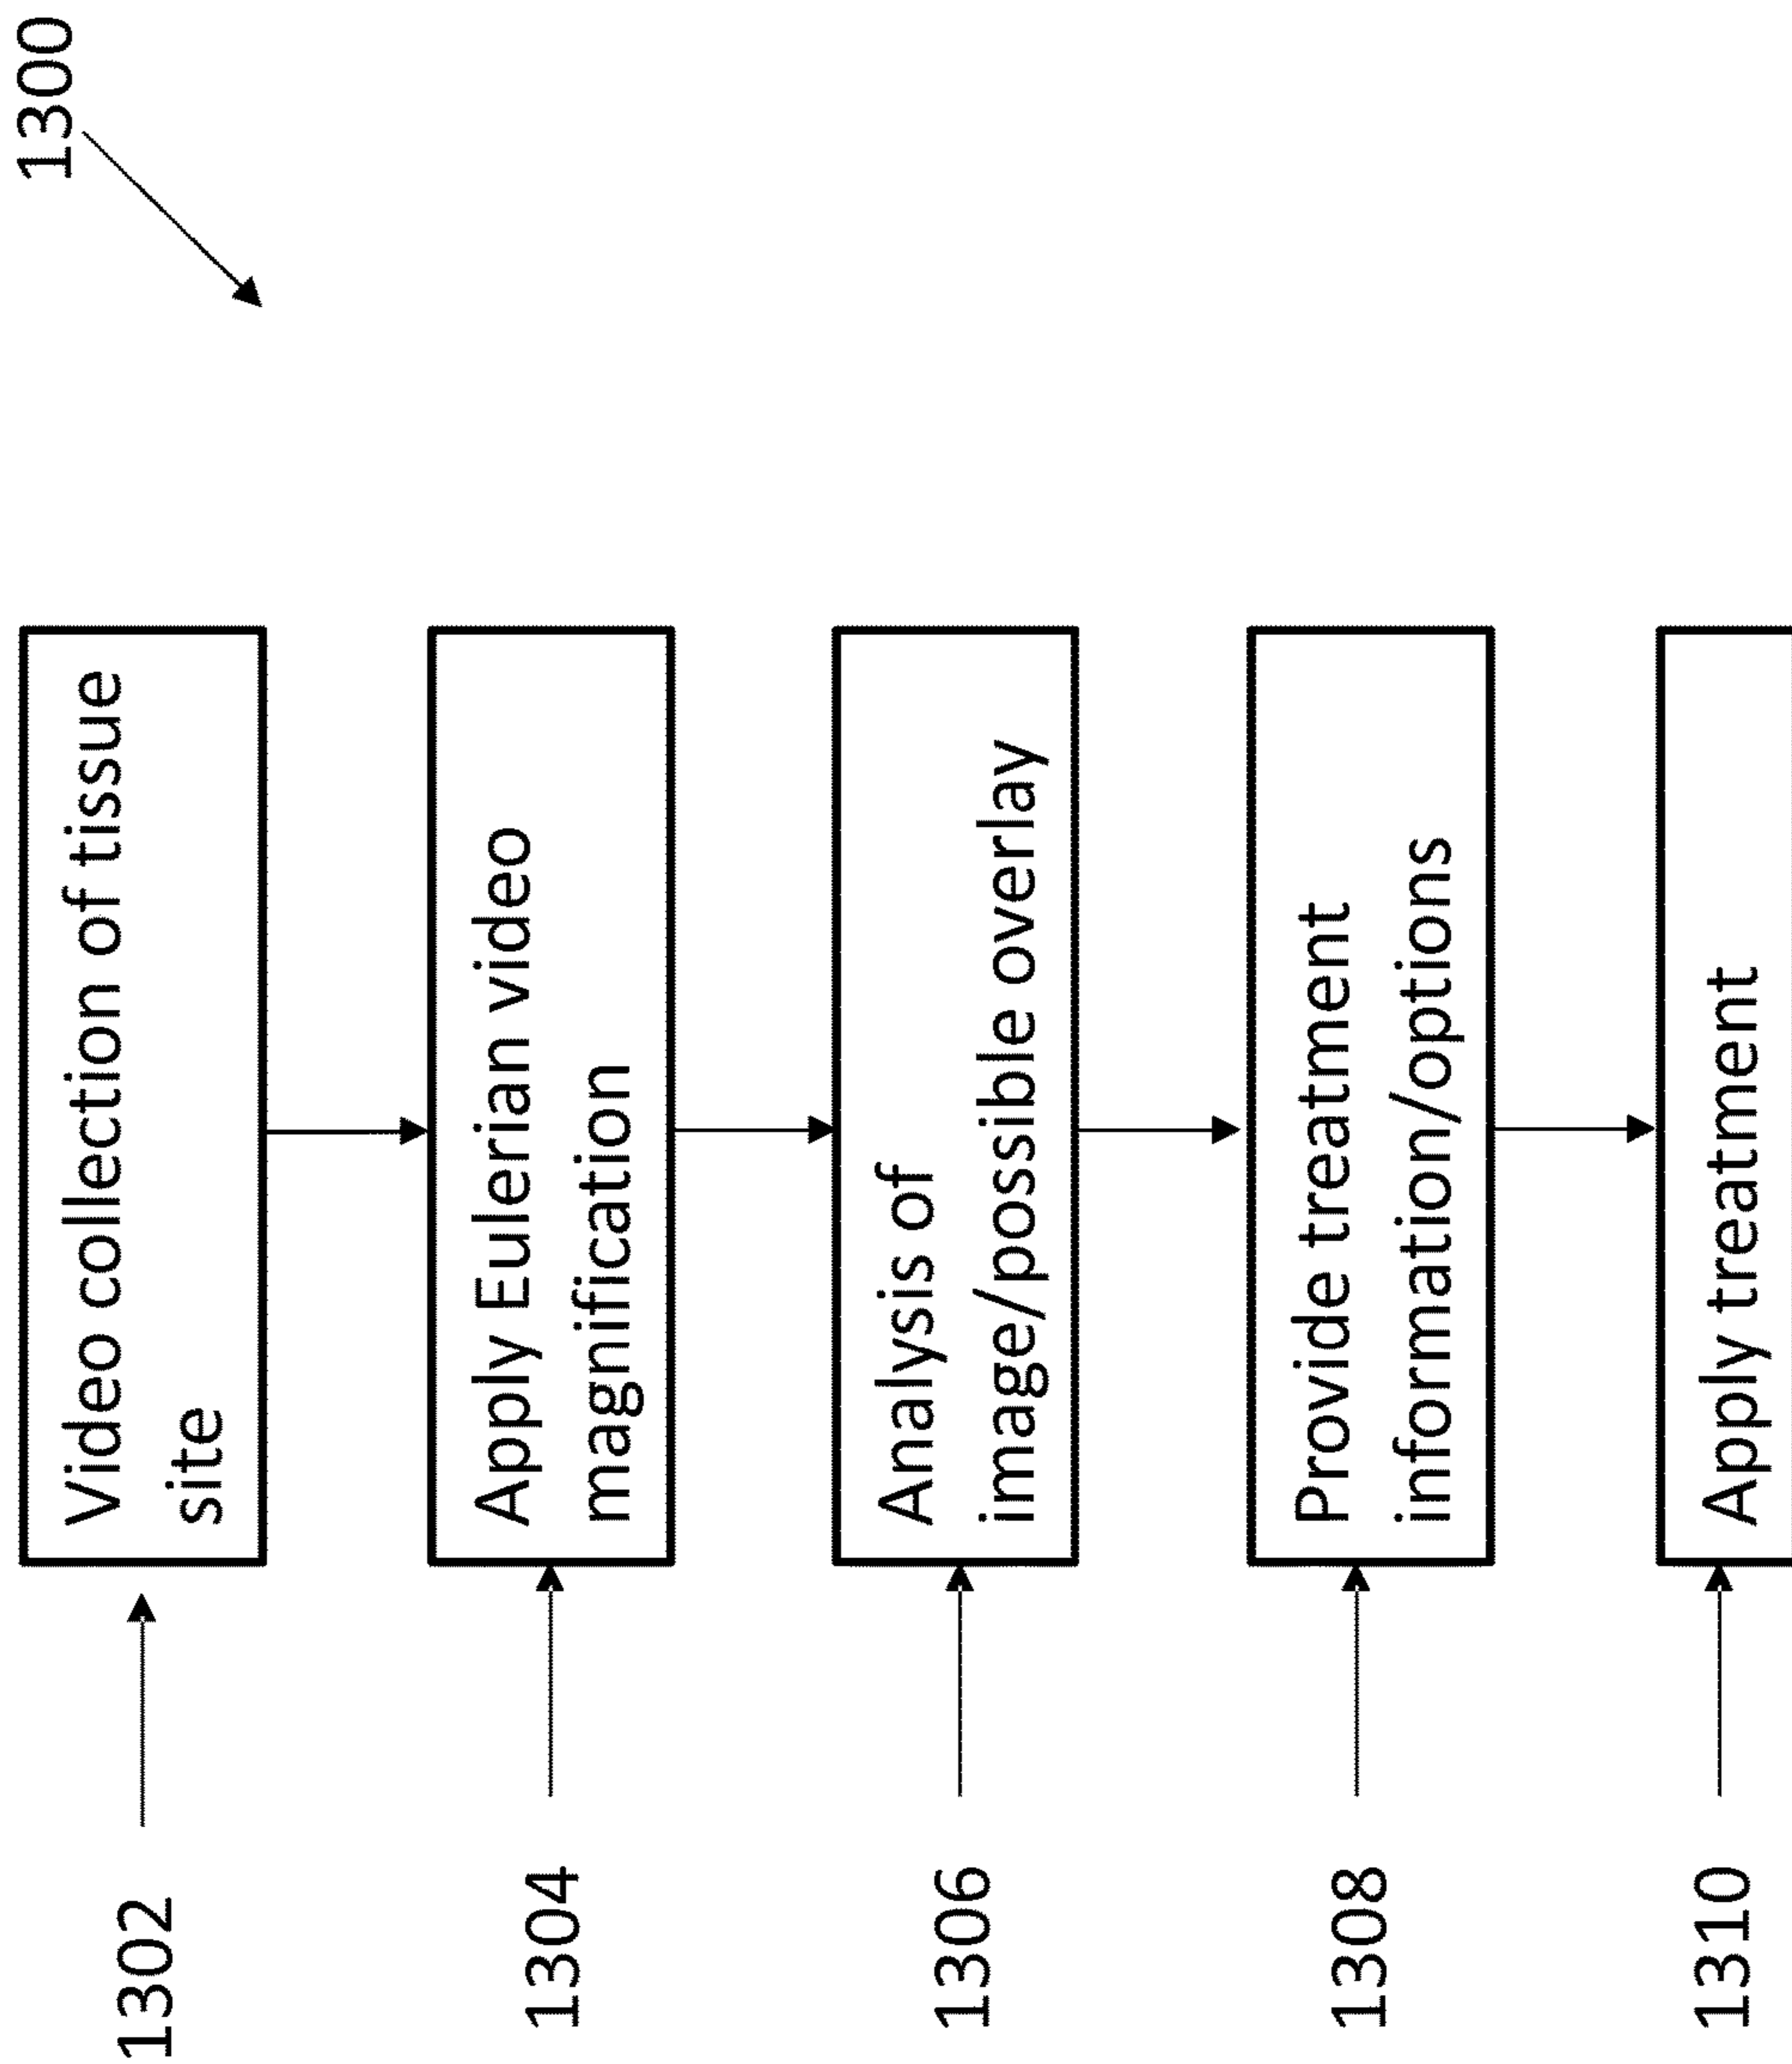 1300
1302
Video collection of tissue
site
1304
Apply Eulerian video
magnification
1306
Analysis of
image/possible overlay
1308
Provide treatment
information/options
1310
Apply treatment